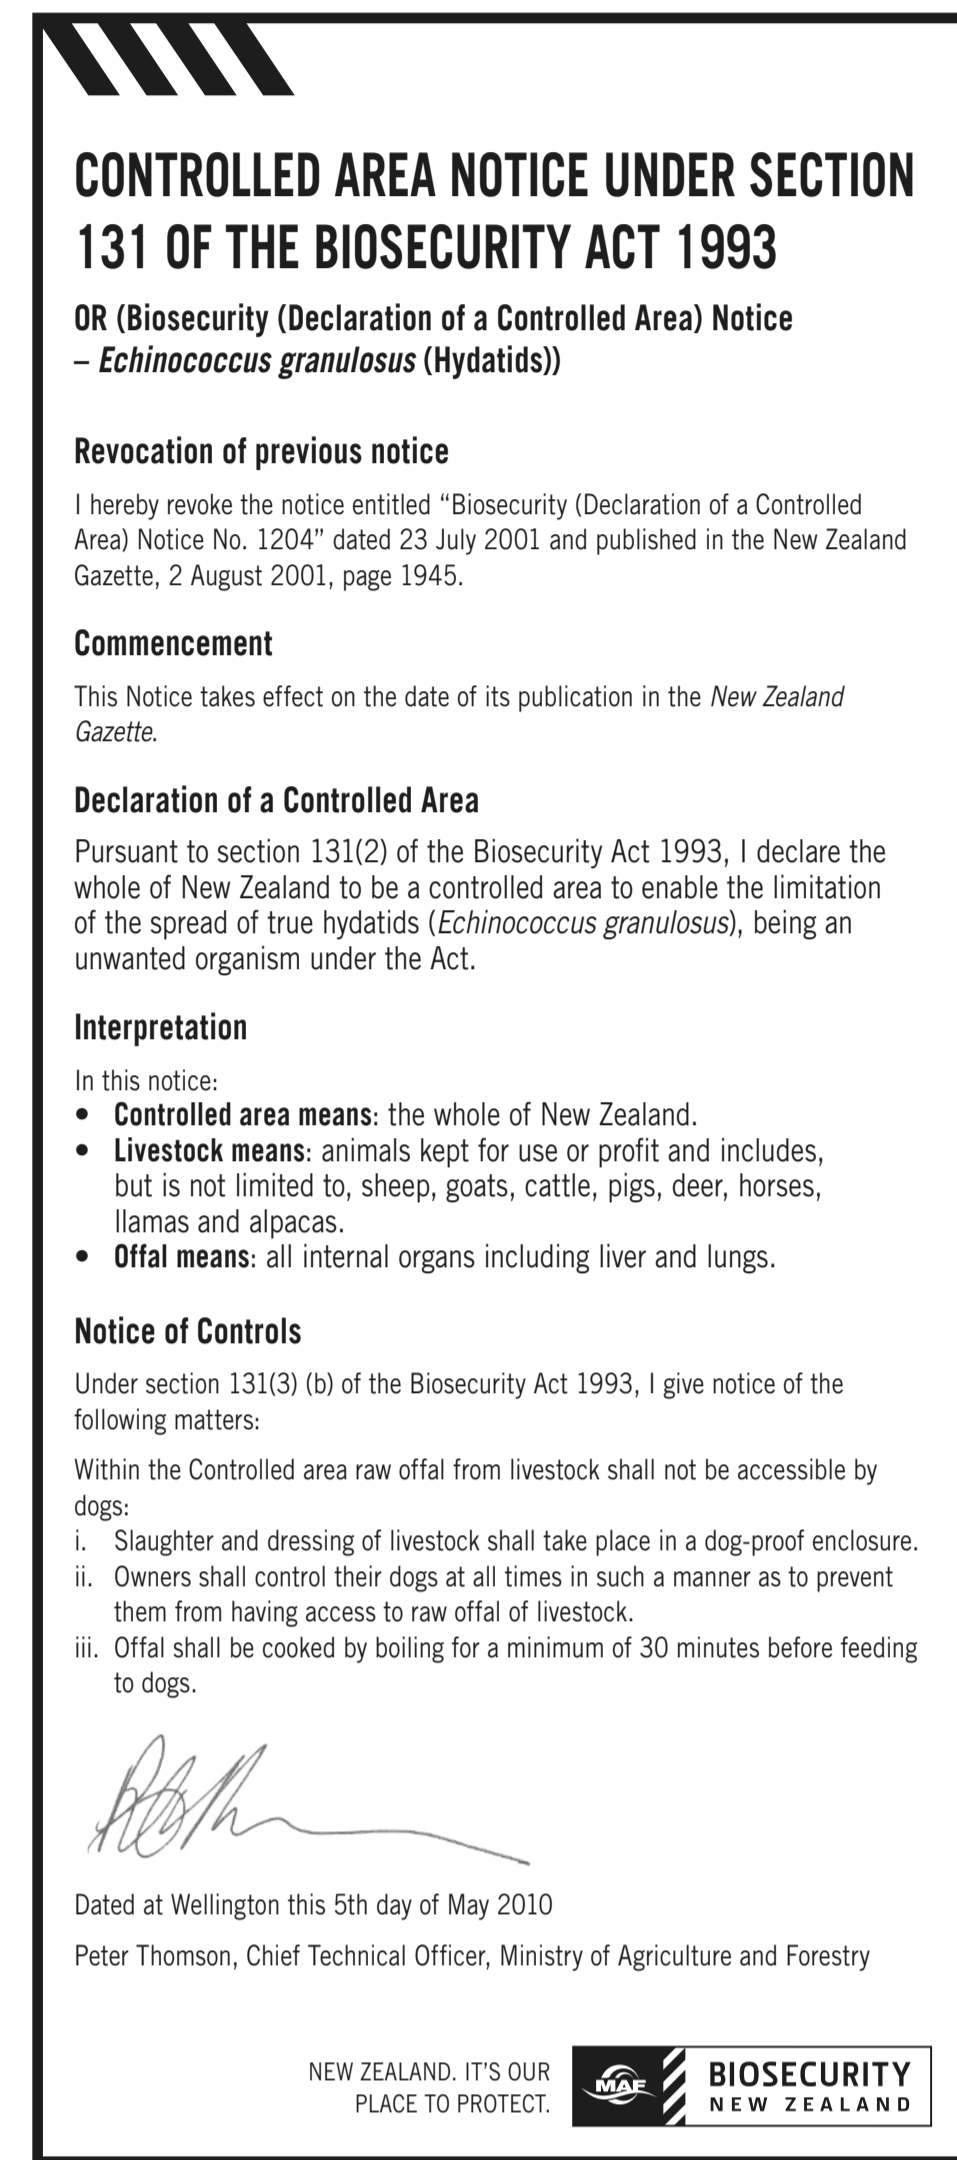 CONTROLLED AREA NOTICE UNDER SECTION
131 OF THE BIOSECURITY ACT 1993
OR (Biosecurity (Declaration of a Controlled Area) Notice
– Echinococcus granulosus (Hydatids))
Revocation of previous notice
I hereby revoke the notice entitled “Biosecurity (Declaration of a Controlled
Area) Notice No. 1204” dated 23 July 2001 and published in the New Zealand
Gazette, 2 August 2001, page 1945.
Commencement
This Notice takes effect on the date of its publication in the New Zealand
Gazette.
Declaration of a Controlled Area
Pursuant to section 131(2) of the Biosecurity Act 1993, I declare the
whole of New Zealand to be a controlled area to enable the limitation
of the spread of true hydatids (Echinococcus granulosus), being an
unwanted organism under the Act.
Interpretation
In this notice:
• Controlled area means: the whole of New Zealand.
• Livestock means: animals kept for use or profit and includes,
but is not limited to, sheep, goats, cattle, pigs, deer, horses,
llamas and alpacas.
• Offal means: all internal organs including liver and lungs.
Notice of Controls
Under section 131(3) (b) of the Biosecurity Act 1993, I give notice of the
following matters:
Within the Controlled area raw offal from livestock shall not be accessible by
dogs:
i. Slaughter and dressing of livestock shall take place in a dog-proof enclosure.
ii. Owners shall control their dogs at all times in such a manner as to prevent
them from having access to raw offal of livestock.
iii. Offal shall be cooked by boiling for a minimum of 30 minutes before feeding
to dogs.
Dated at Wellington this 5th day of May 2010
Peter Thomson, Chief Technical Officer, Ministry of Agriculture and Forestry
NEW ZEALAND. IT’S OUR
PLACE TO PROTECT.
MAF
BIOSECURITY
NEW ZEALAND